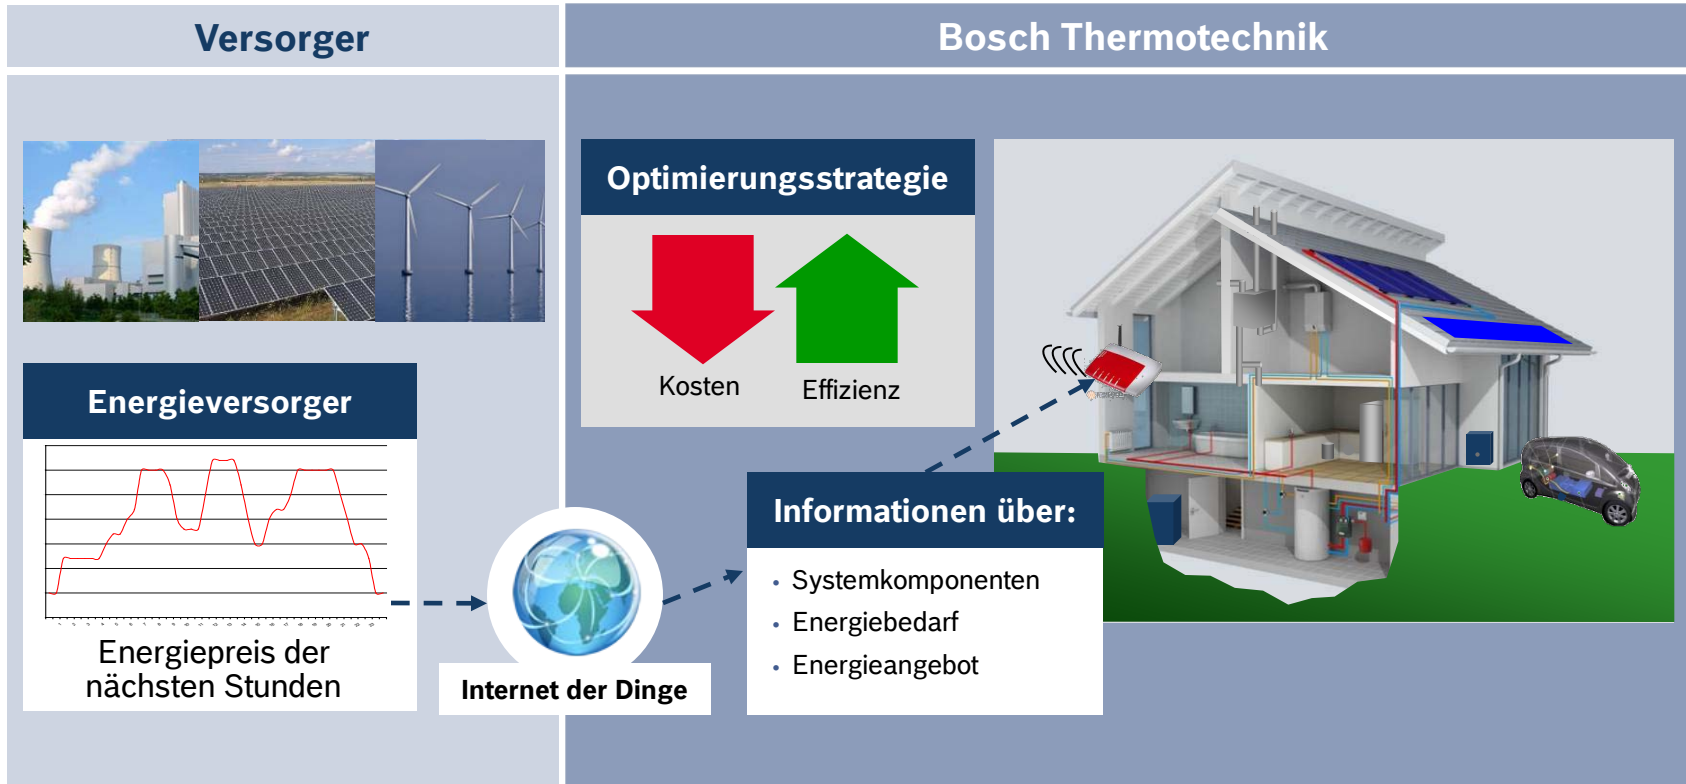 Versorger
Bosch Thermotechnik
Optimierungsstrategie
Kosten
Effizienz
Energieversorger
Energiepreis der
nächsten Stunden
Internet der Dinge
Informationen über:
• Systemkomponenten
• Energiebedarf
• Energieangebot